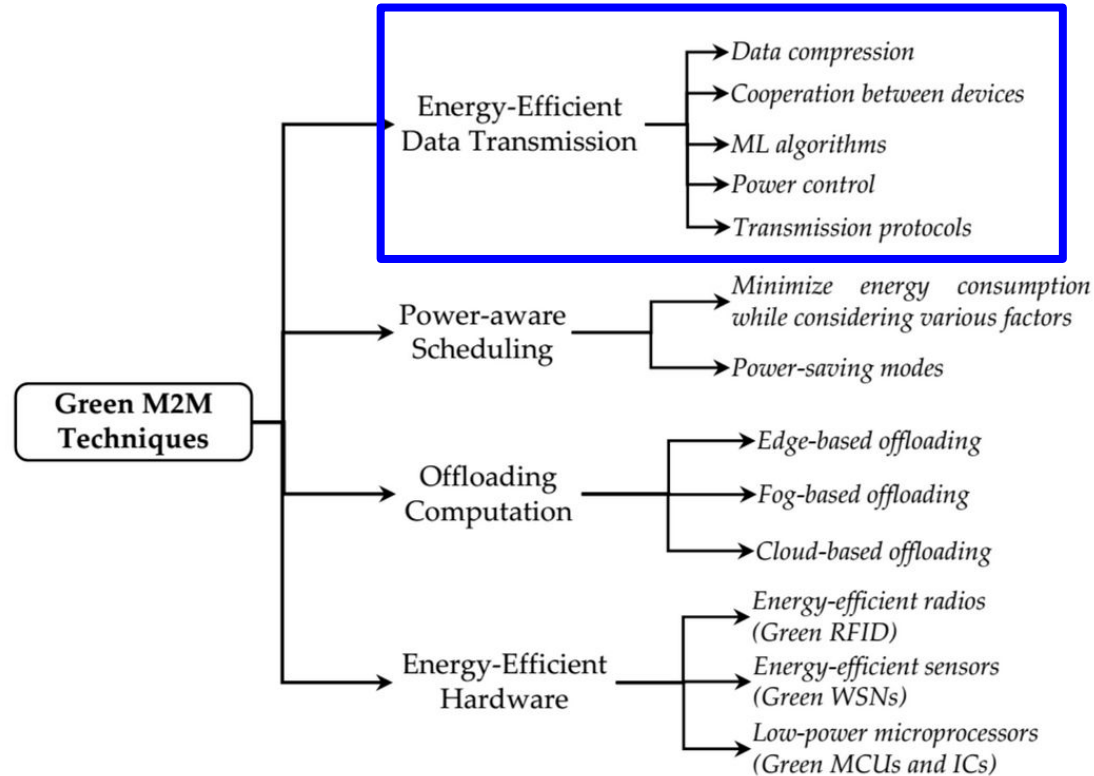 Energy-Efficient
Data Transmission
Data compression
Cooperation between devices
ML algorithms
Power control
Transmission protocols
Power-aware
Scheduling
Minimize energy consumption
while considering various factors
Power-saving modes
Green M2M
Techniques
Offloading
Computation
Edge-based offloading
Fog-based offloading
Cloud-based offloading
Energy-Efficient
Hardware
Energy-efficient radios
(Green RFID)
Energy-efficient sensors
(Green WSNs)
Low-power microprocessors
(Green MCUs and ICs)